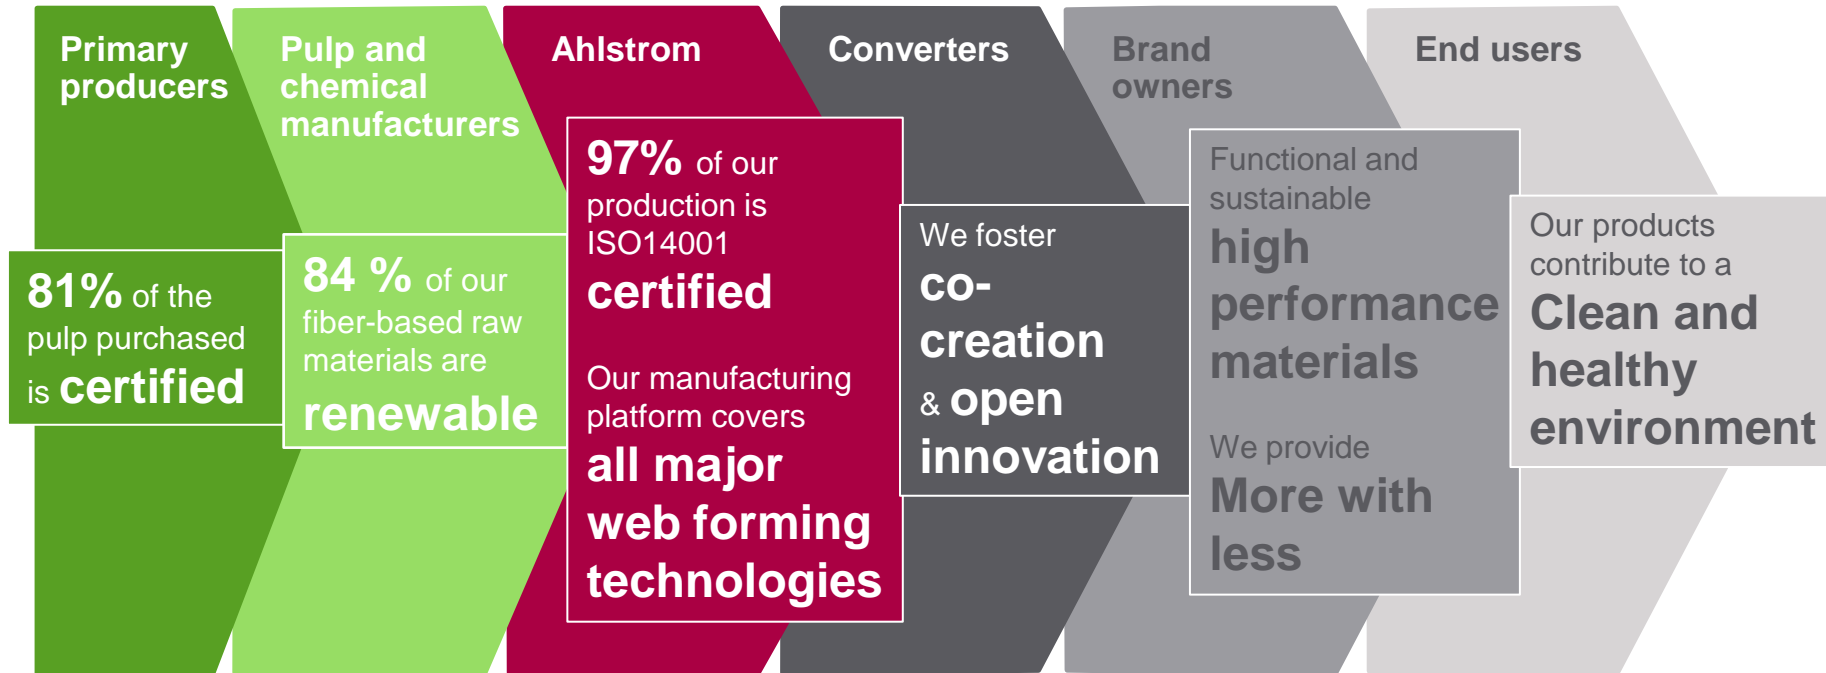 Primary
producers
81% of the
pulp purchased
is certified
Pulp and
chemical
manufacturers
84 % of our
fiber-based raw
materials are
renewable
Ahlstrom
97% of our
production is
ISO14001
certified
Our manufacturing
platform covers
all major
web forming
technologies
Converters
We foster
co-
creation
& open
innovation
Brand
owners
Functional and
sustainable
high
performance
materials
We provide
More with
less
End users
Our products
contribute to a
Clean and
healthy
environment